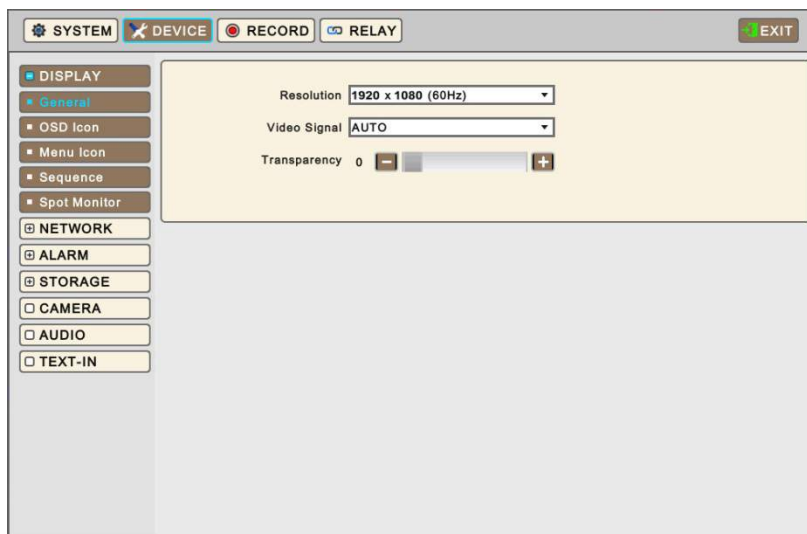 SYSTEM DEVICE RECORD RELAY EXIT
DISPLAY
General
OSD Icon
Menu Icon
Sequence
Spot Monitor
NETWORK
ALARM
STORAGE
CAMERA
AUDIO
TEXT-IN
Resolution 1920 x 1080 (60Hz)
Video Signal AUTO
Transparency 0